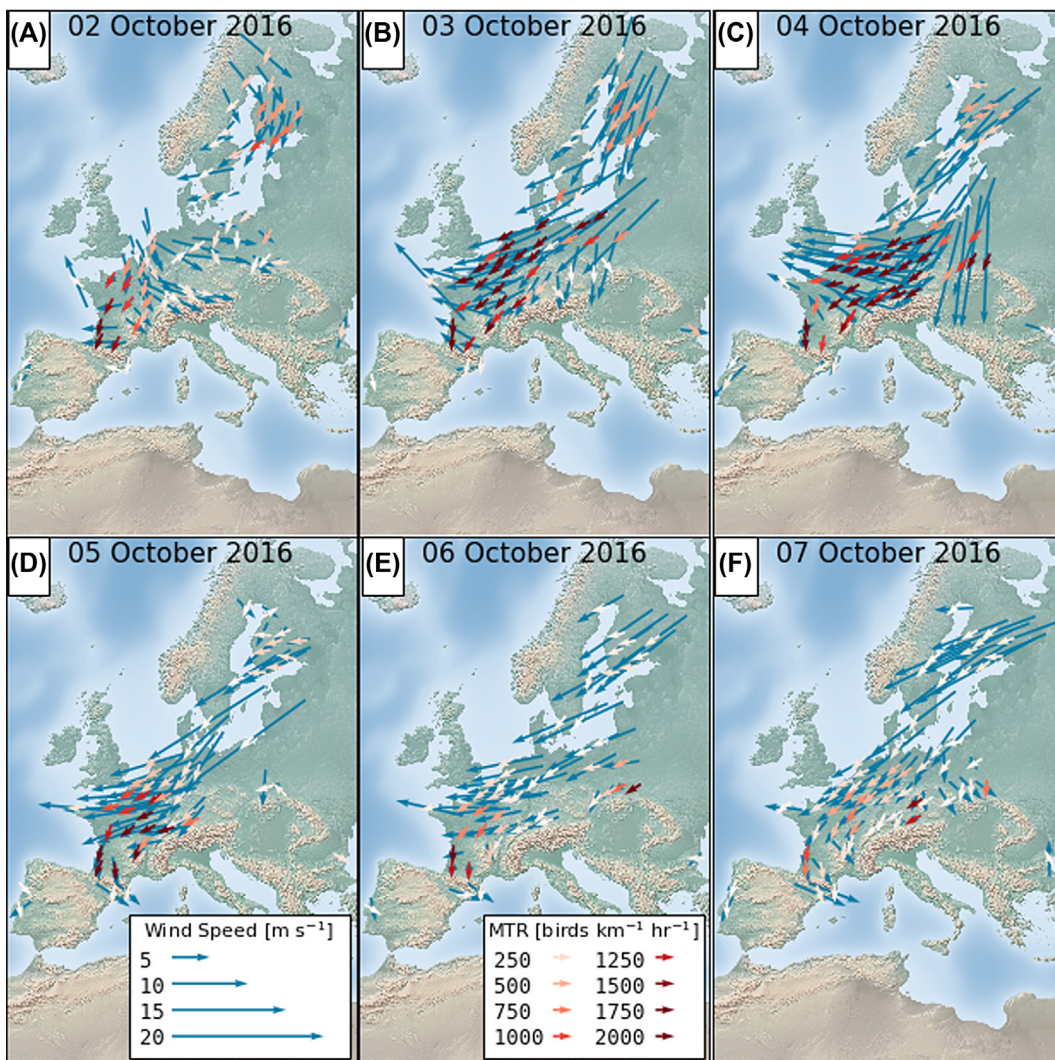 (A) 02 October 2016
(B) 03 October 2016
(C) 04 October 2016
(D) 05 October 2016
(E) 06 October 2016
(F) 07 October 2016
Wind Speed [m s⁻¹]
5
10
15
20
MTR [birds km⁻¹ hr⁻¹]
250 1250
500 1500
750 1750
1000 2000